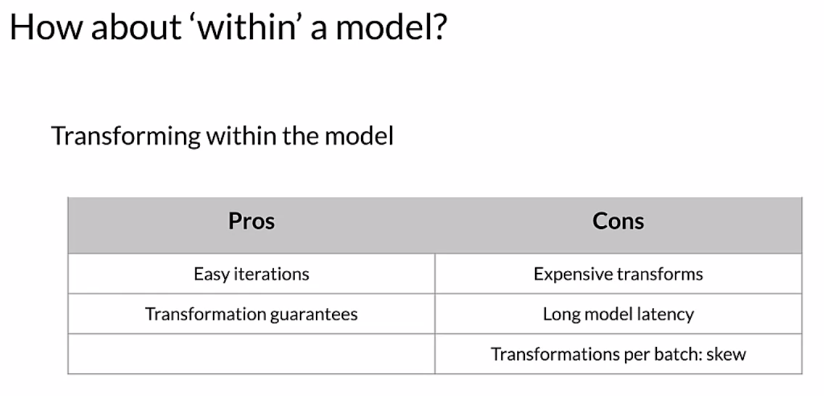 How about ‘within’ a model?
Transforming within the model
Pros Cons
Easy iterations Expensive transforms
Transformation guarantees Long model latency
Transformations per batch: skew